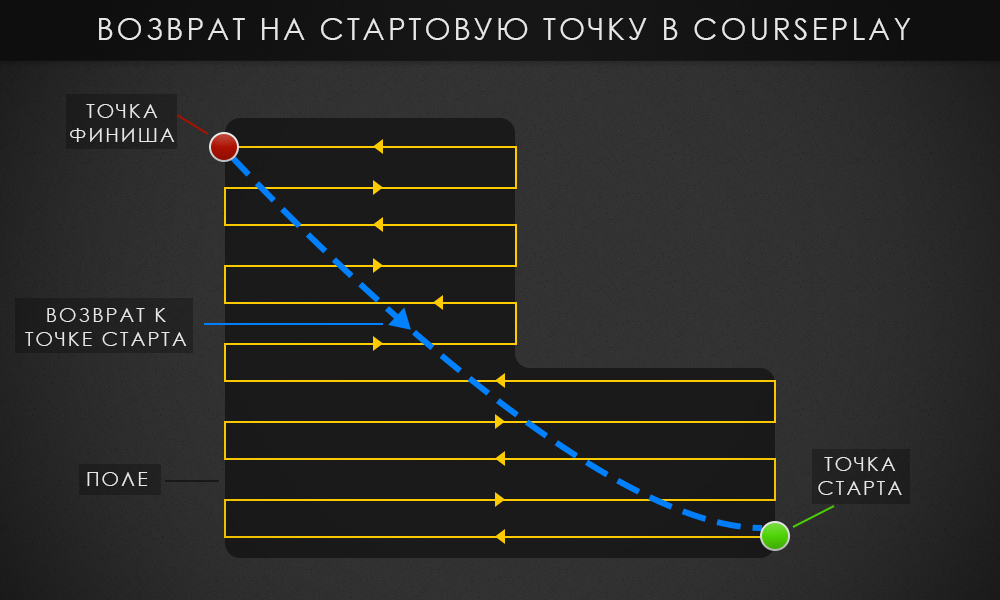 ВОЗВРАТ НА СТАРТОВУЮ ТОЧКУ В COURSEPLAY
ТОЧКА
ФИНИША
ВОЗВРАТ К
ТОЧКЕ СТАРТА
ПОЛЕ
ТОЧКА
СТАРТА